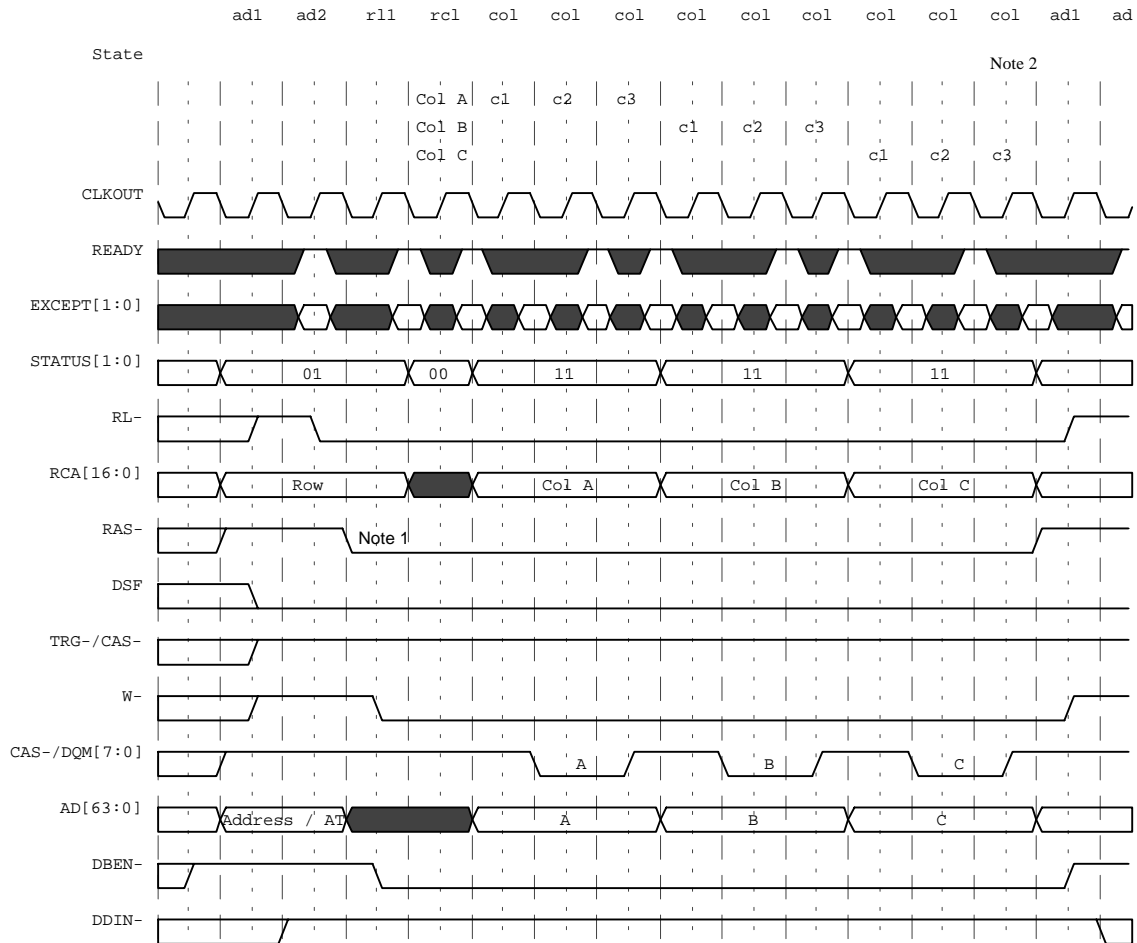 ad1 ad2 rl1 rcl col col col col col col col col col ad1 ad
State
Note 2
Col A c1 c2 c3
Col B c1 c2 c3
Col C c1 c2 c3
CLKOUT
READY
EXCEPT[1:0]
STATUS[1:0] 01 00 11 11 11
RL-
RCA[16:0] Row Col A Col B Col C
RAS- Note 1
DSF
TRG-/CAS-
W-
CAS-/DQM[7:0] A B C
AD[63:0] Address / AT A B C
DBEN-
DDIN-